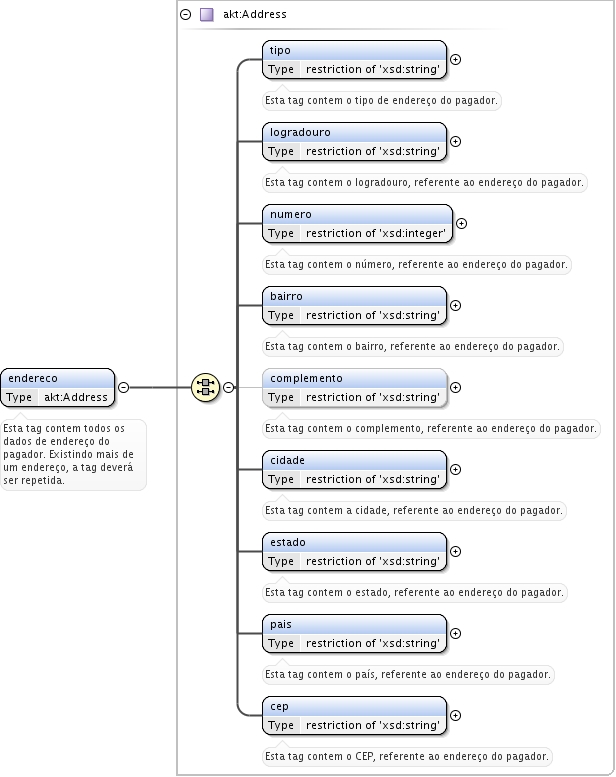 akt:Address
tipo
Type restriction of 'xsd:string'
Esta tag contem o tipo de endereço do pagador.
logradouro
Type restriction of 'xsd:string'
Esta tag contem o logradouro, referente ao endereço do pagador.
numero
Type restriction of 'xsd:integer'
Esta tag contem o número, referente ao endereço do pagador.
bairro
Type restriction of 'xsd:string'
Esta tag contem o bairro, referente ao endereço do pagador.
endereco
Type akt:Address
Esta tag contem todos os
dados de endereço do
pagador. Existindo mais de
um endereço, a tag deverá
ser repetida.
complemento
Type restriction of 'xsd:string'
Esta tag contem o complemento, referente ao endereço do pagador.
cidade
Type restriction of 'xsd:string'
Esta tag contem a cidade, referente ao endereço do pagador.
estado
Type restriction of 'xsd:string'
Esta tag contem o estado, referente ao endereço do pagador.
pais
Type restriction of 'xsd:string'
Esta tag contem o país, referente ao endereço do pagador.
cep
Type restriction of 'xsd:string'
Esta tag contem o CEP, referente ao endereço do pagador.